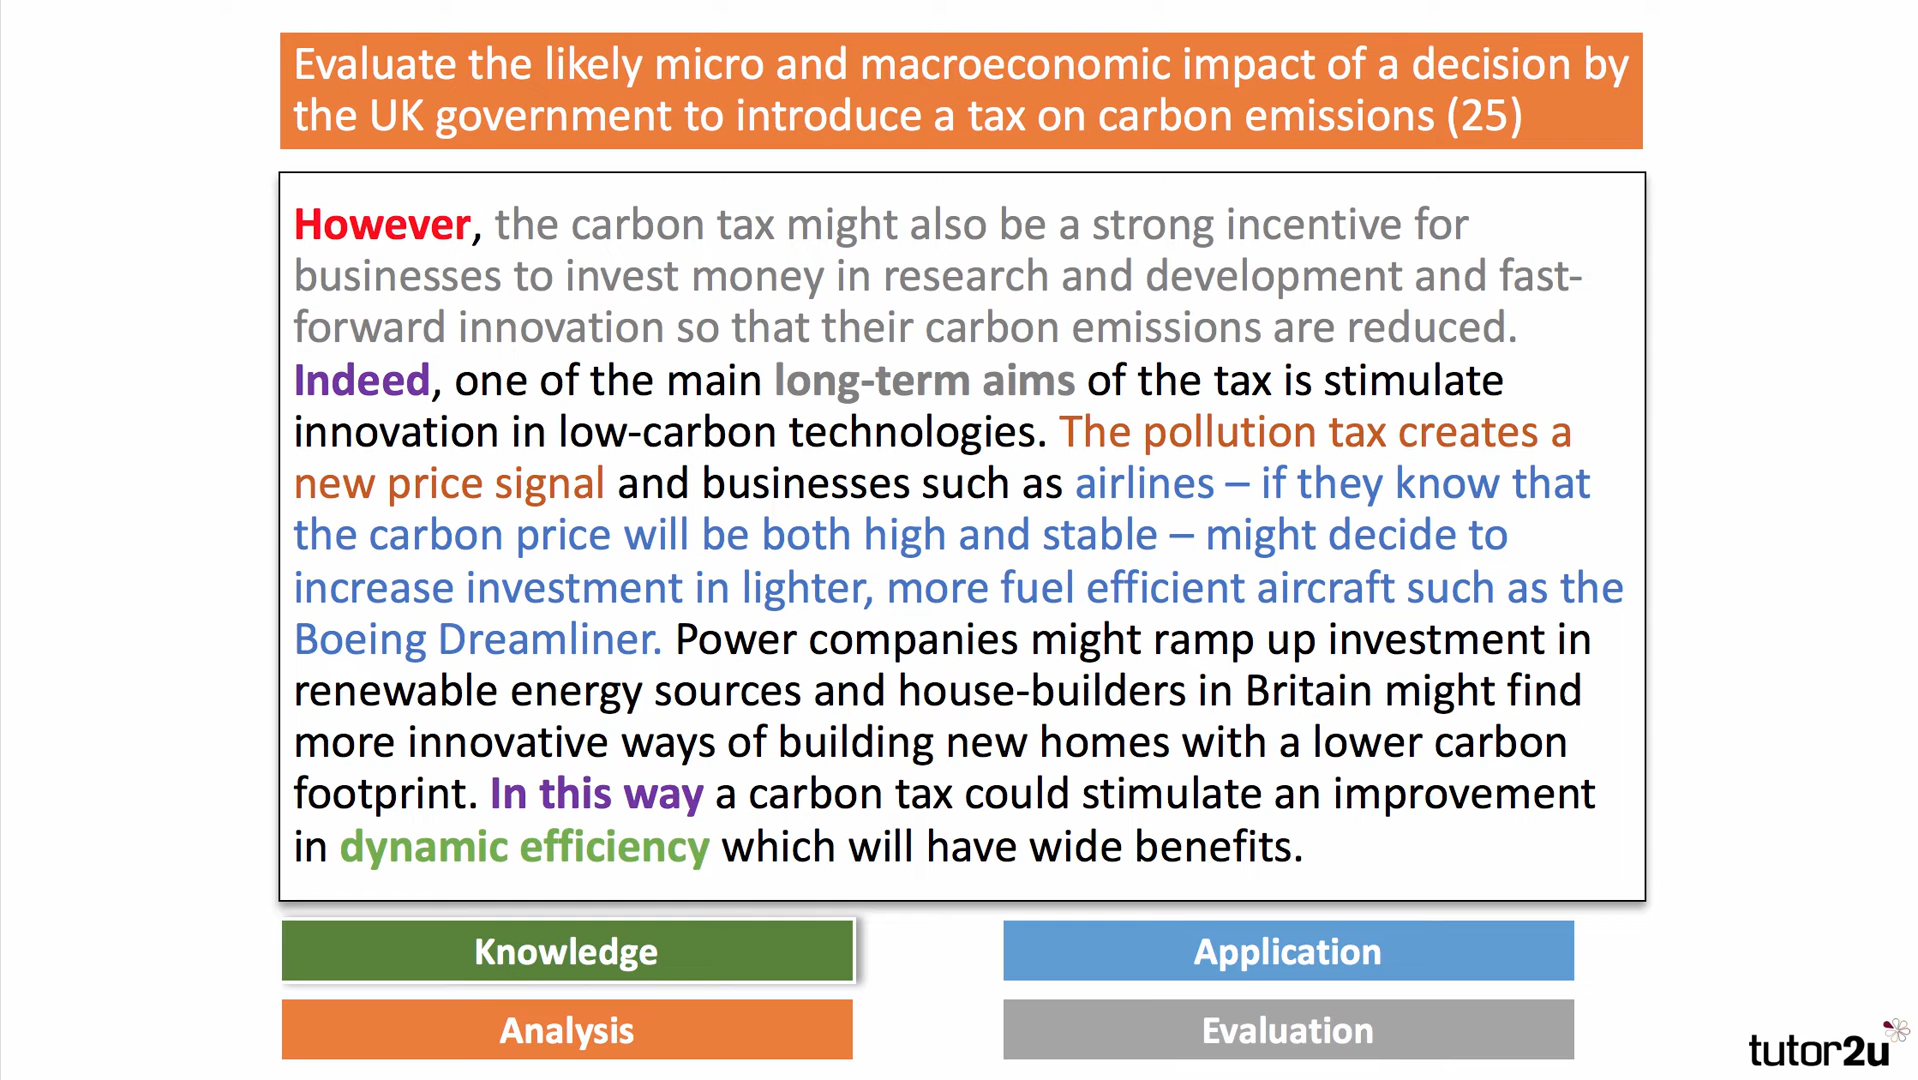 Evaluate the likely micro and macroeconomic impact of a decision by
the UK government to introduce a tax on carbon emissions (25)
However, the carbon tax might also be a strong incentive for
businesses to invest money in research and development and fast-
forward innovation so that their carbon emissions are reduced.
Indeed, one of the main long-term aims of the tax is stimulate
innovation in low-carbon technologies. The pollution tax creates a
new price signal and businesses such as airlines – if they know that
the carbon price will be both high and stable – might decide to
increase investment in lighter, more fuel efficient aircraft such as the
Boeing Dreamliner. Power companies might ramp up investment in
renewable energy sources and house-builders in Britain might find
more innovative ways of building new homes with a lower carbon
footprint. In this way a carbon tax could stimulate an improvement
in dynamic efficiency which will have wide benefits.
Knowledge
Application
Analysis
Evaluation
tutor2u